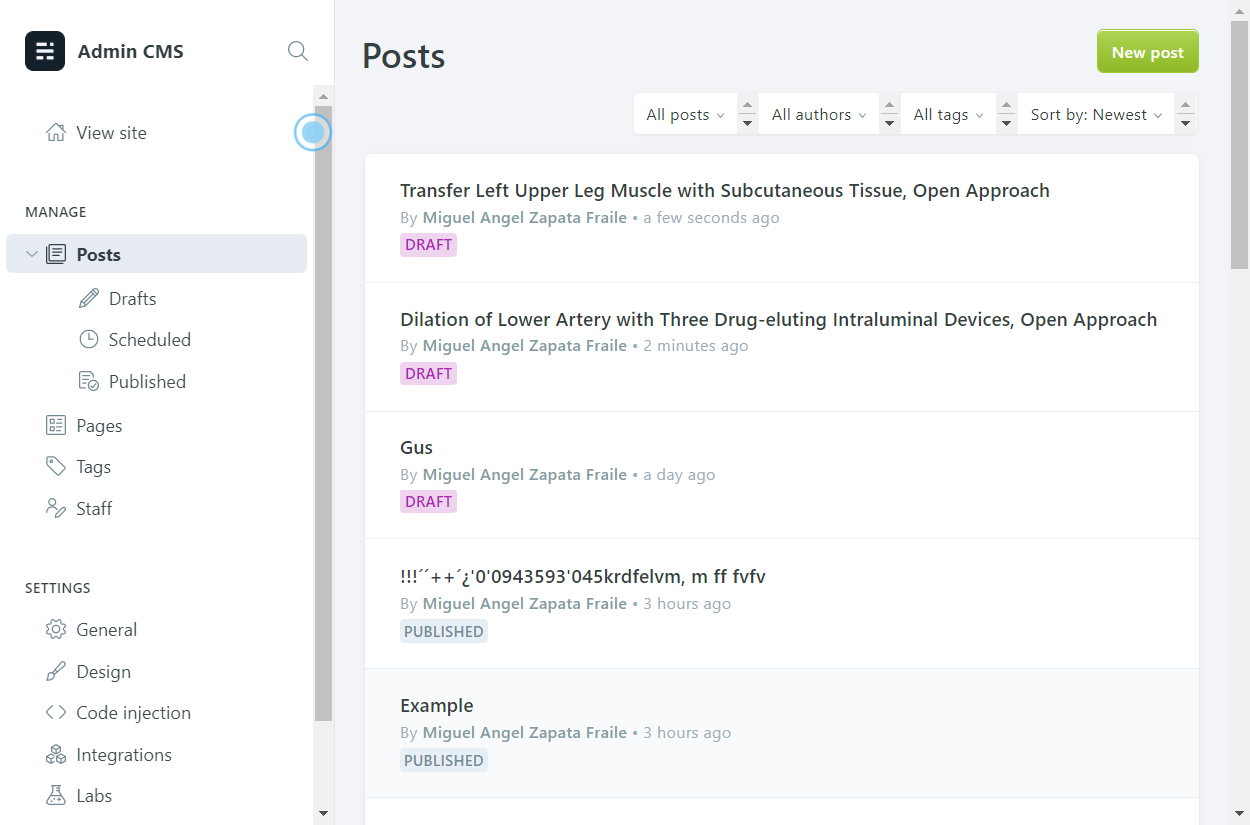 Admin CMS
View site
MANAGE
Posts
Drafts
Scheduled
Published
Pages
Tags
Staff
SETTINGS
General
Design
Code injection
Integrations
Labs
Posts
New post
All posts
All authors
All tags
Sort by: Newest
Transfer Left Upper Leg Muscle with Subcutaneous Tissue, Open Approach
By Miguel Angel Zapata Fraile • a few seconds ago
DRAFT
Dilation of Lower Artery with Three Drug-eluting Intraluminal Devices, Open Approach
By Miguel Angel Zapata Fraile • 2 minutes ago
DRAFT
Gus
By Miguel Angel Zapata Fraile • a day ago
DRAFT
!!!´´++´¿'0'0943593'045krdfelvm, m ff fvfv
By Miguel Angel Zapata Fraile • 3 hours ago
PUBLISHED
Example
By Miguel Angel Zapata Fraile • 3 hours ago
PUBLISHED